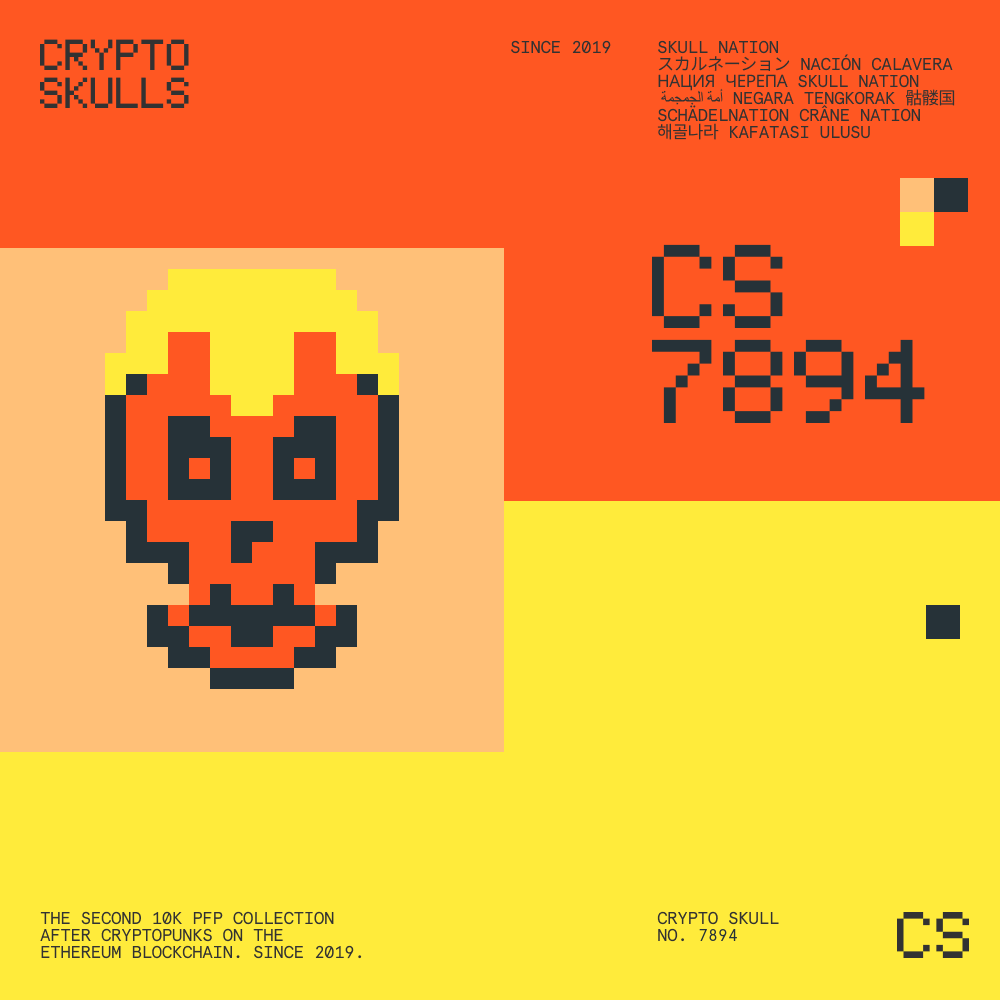 CRYPTO
SKULLS
SINCE 2019
SKULL NATION
スカルネーション NACIÓN CALAVERA
НАЦИЯ ЧЕРЕПА SKULL NATION
أمة الجمجمة NEGARA TENGKORAK 骷髅国
SCHÄDELNATION CRÂNE NATION
해골나라 KAFATASI ULUSU
CS
7894
THE SECOND 10K PFP COLLECTION
AFTER CRYPTOPUNKS ON THE
ETHEREUM BLOCKCHAIN. SINCE 2019.
CRYPTO SKULL
NO. 7894
CS